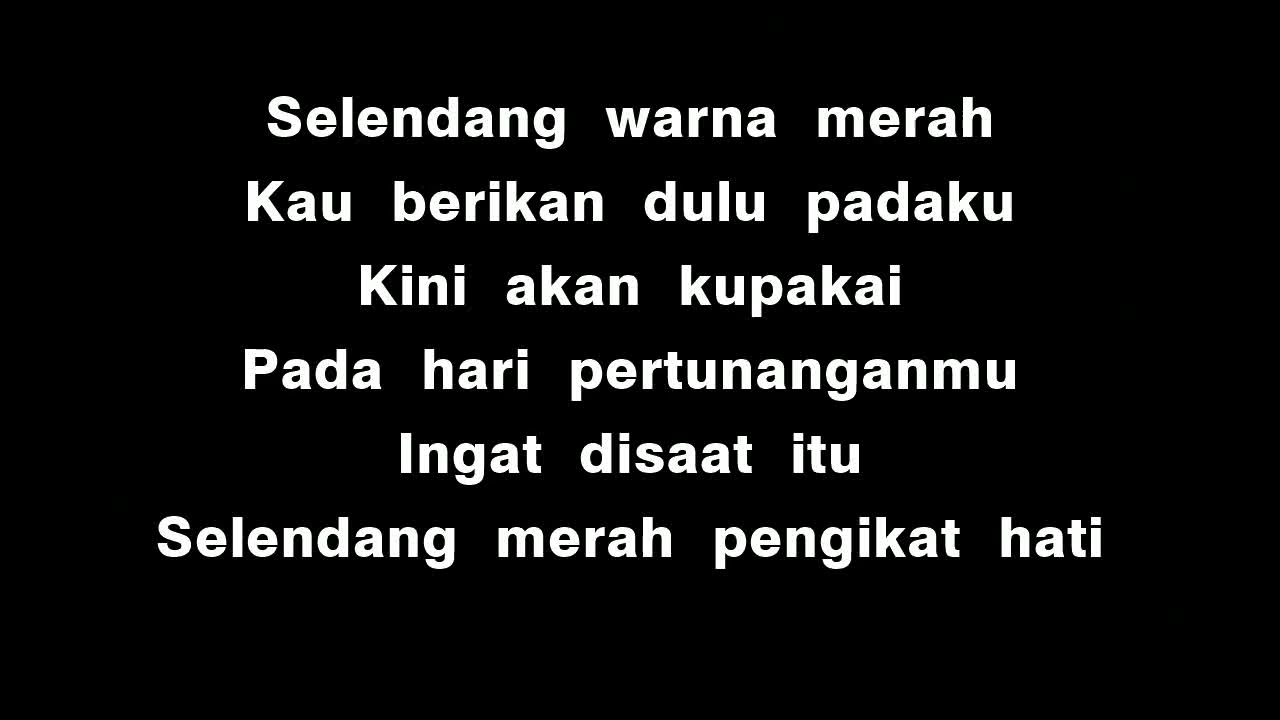 Selendang warna merah
Kau berikan dulu padaku
Kini akan kupakai
Pada hari pertunanganmu
Ingat disaat itu
Selendang merah pengikat hati